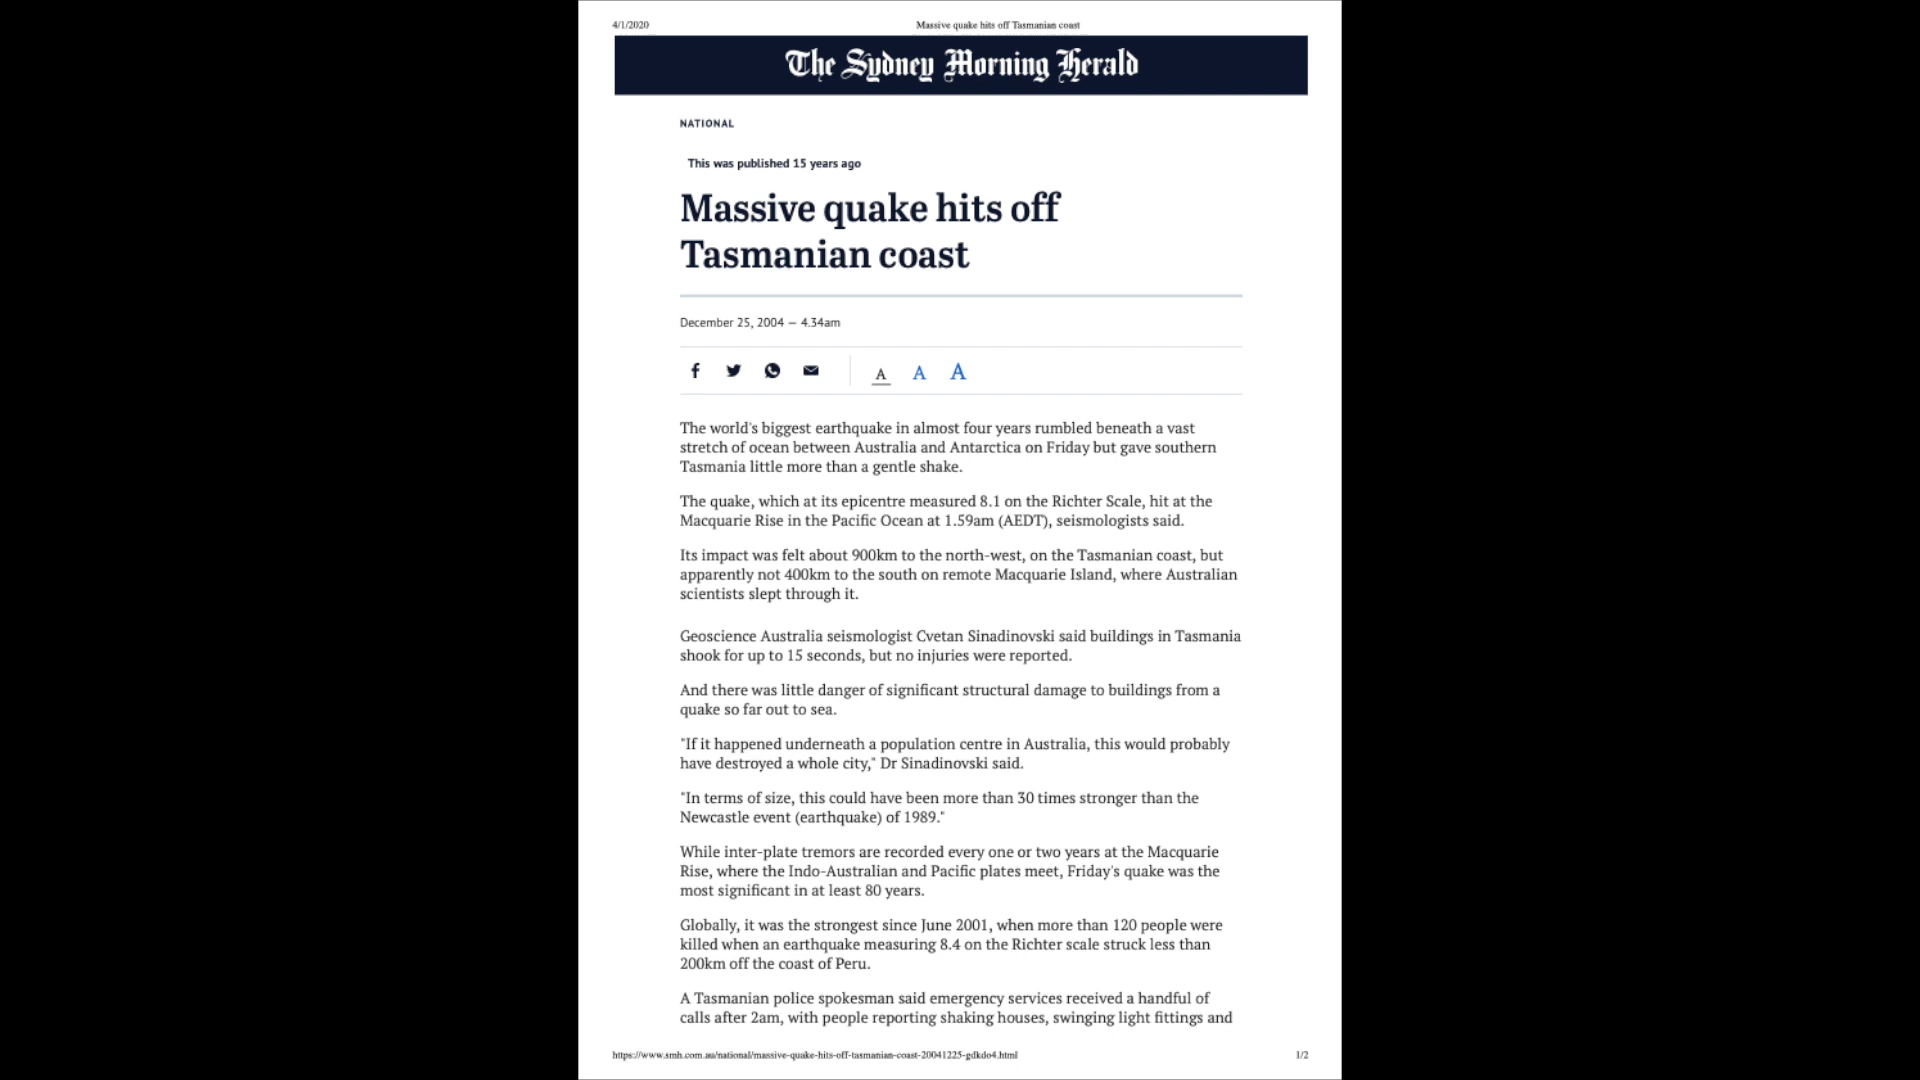 4/1/2020
Massive quake hits off Tasmanian coast
The Sydney Morning Herald
NATIONAL
This was published 15 years ago
Massive quake hits off
Tasmanian coast
December 25, 2004 — 4.34am
A A A
The world's biggest earthquake in almost four years rumbled beneath a vast
stretch of ocean between Australia and Antarctica on Friday but gave southern
Tasmania little more than a gentle shake.
The quake, which at its epicentre measured 8.1 on the Richter Scale, hit at the
Macquarie Rise in the Pacific Ocean at 1.59am (AEDT), seismologists said.
Its impact was felt about 900km to the north-west, on the Tasmanian coast, but
apparently not 400km to the south on remote Macquarie Island, where Australian
scientists slept through it.
Geoscience Australia seismologist Cvetan Sinadinovski said buildings in Tasmania
shook for up to 15 seconds, but no injuries were reported.
And there was little danger of significant structural damage to buildings from a
quake so far out to sea.
"If it happened underneath a population centre in Australia, this would probably
have destroyed a whole city," Dr Sinadinovski said.
"In terms of size, this could have been more than 30 times stronger than the
Newcastle event (earthquake) of 1989."
While inter-plate tremors are recorded every one or two years at the Macquarie
Rise, where the Indo-Australian and Pacific plates meet, Friday's quake was the
most significant in at least 80 years.
Globally, it was the strongest since June 2001, when more than 120 people were
killed when an earthquake measuring 8.4 on the Richter scale struck less than
200km off the coast of Peru.
A Tasmanian police spokesman said emergency services received a handful of
calls after 2am, with people reporting shaking houses, swinging light fittings and
https://www.smh.com.au/national/massive-quake-hits-off-tasmanian-coast-20041225-gdkdo4.html
1/2